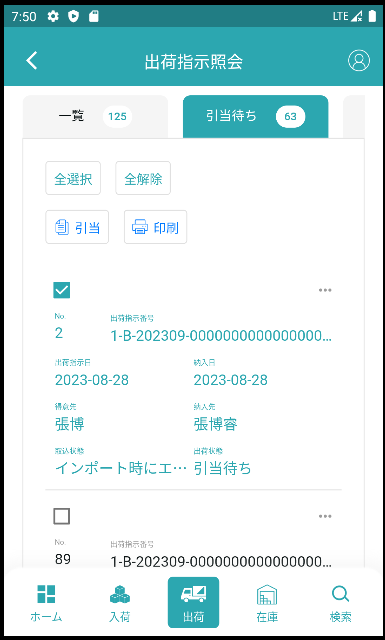 7:50 LTE
出荷指示照会
一覧 125 引当待ち 63
全選択 全解除
引当 印刷
No 出荷指示番号
2 1-B-202309-0000000000000000...
出荷指示日 納入日
2023-08-28 2023-08-28
得意先 納入先
張博 張博容
取込状態 出荷状態
インポート時にエ… 引当待ち
No 出荷指示番号
89 1-B-202309-0000000000000000...
ホーム 入荷 出荷 在庫 検索